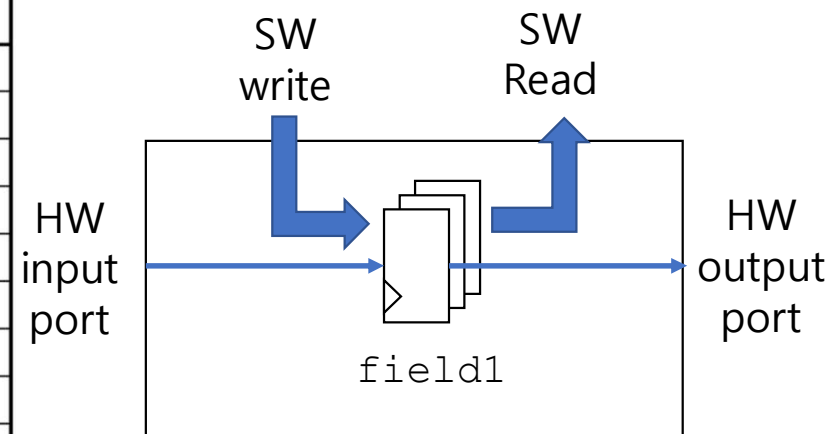 SW
write
SW
Read
HW
input
port
HW
output
port
field1